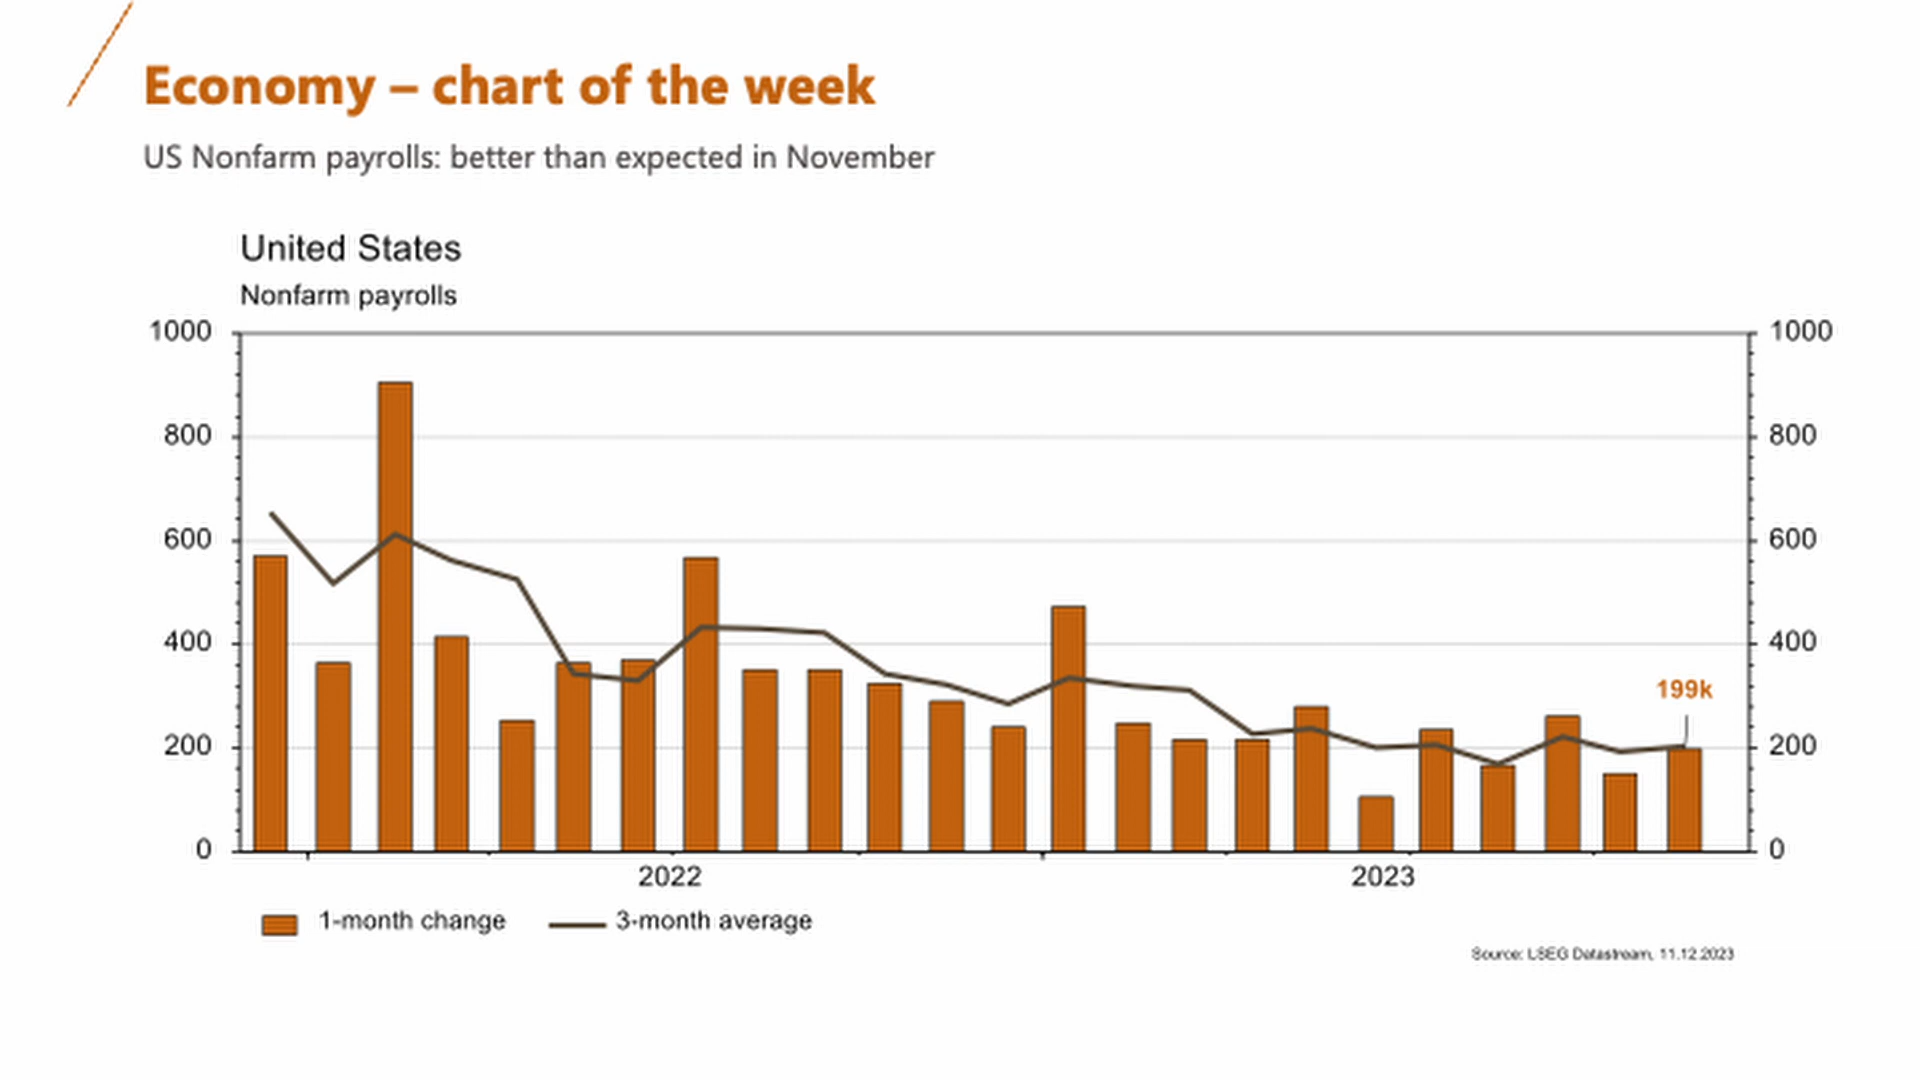 Economy – chart of the week
US Nonfarm payrolls: better than expected in November
United States
Nonfarm payrolls
1000 1000
800 800
600 600
400 400
199k
200 200
0 0
2022 2023
1-month change 3-month average
Source: LSEG Datastream, 11.12.2023